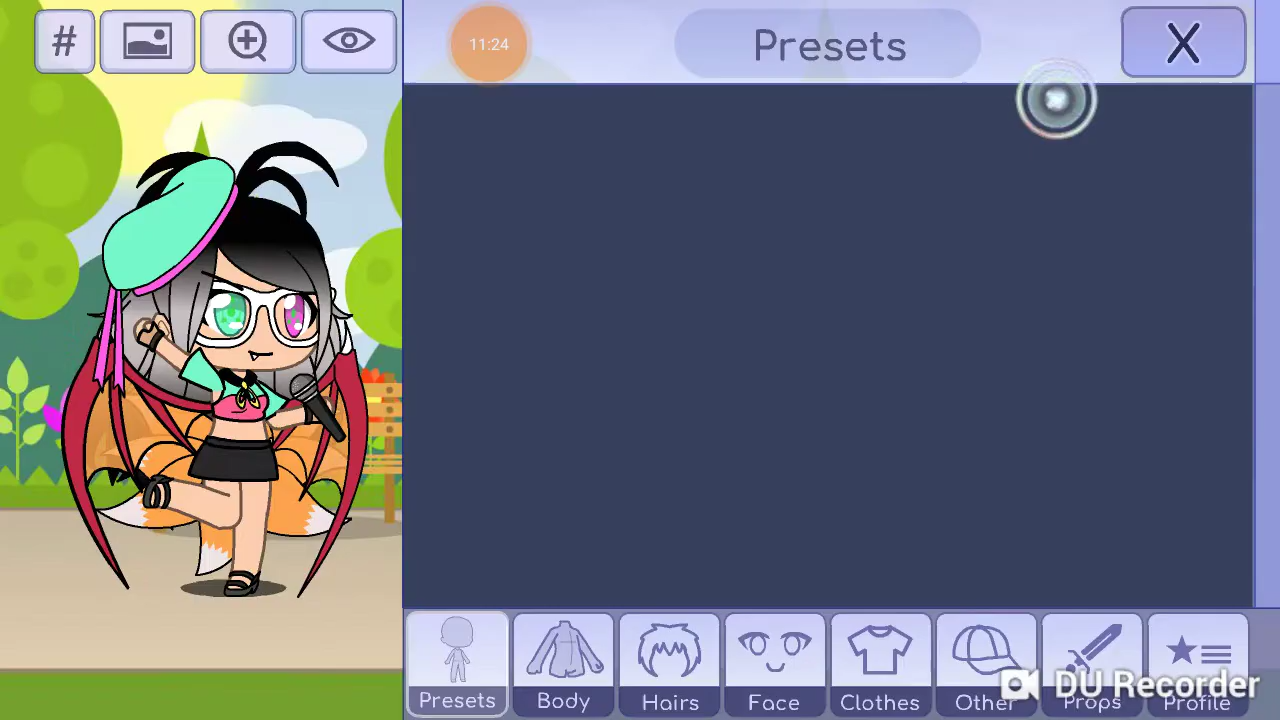 #
11:24
Presets
X
Presets
Body
Hairs
Face
Clothes
Other
Props
Profile
DU Recorder